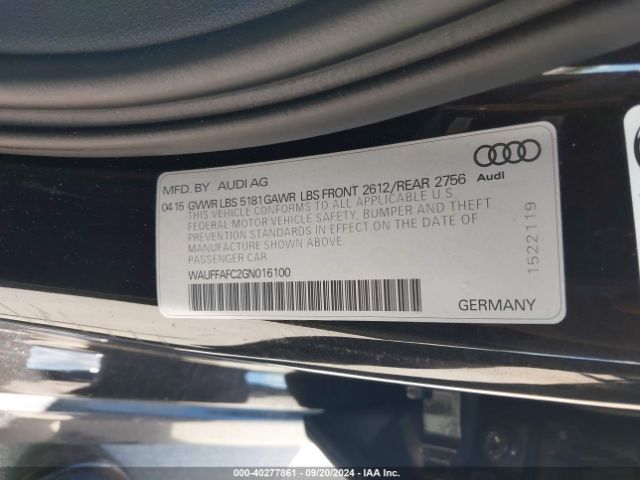 MFD. BY AUDI AG
04 15 GVWR LBS 5181 GAWR LBS FRONT 2612/REAR 2756
THIS VEHICLE CONFORMS TO ALL APPLICABLE U.S
FEDERAL MOTOR VEHICLE SAFETY, BUMPER AND THEFT
PREVENTION STANDARDS IN EFFECT ON THE DATE OF
MANUFACTURE SHOWN ABOVE
PASSENGER CAR.
WAUFFAFC2GN016100
Audi
1522119
GERMANY
000-40277861 - 09/20/2024 - IAA Inc.